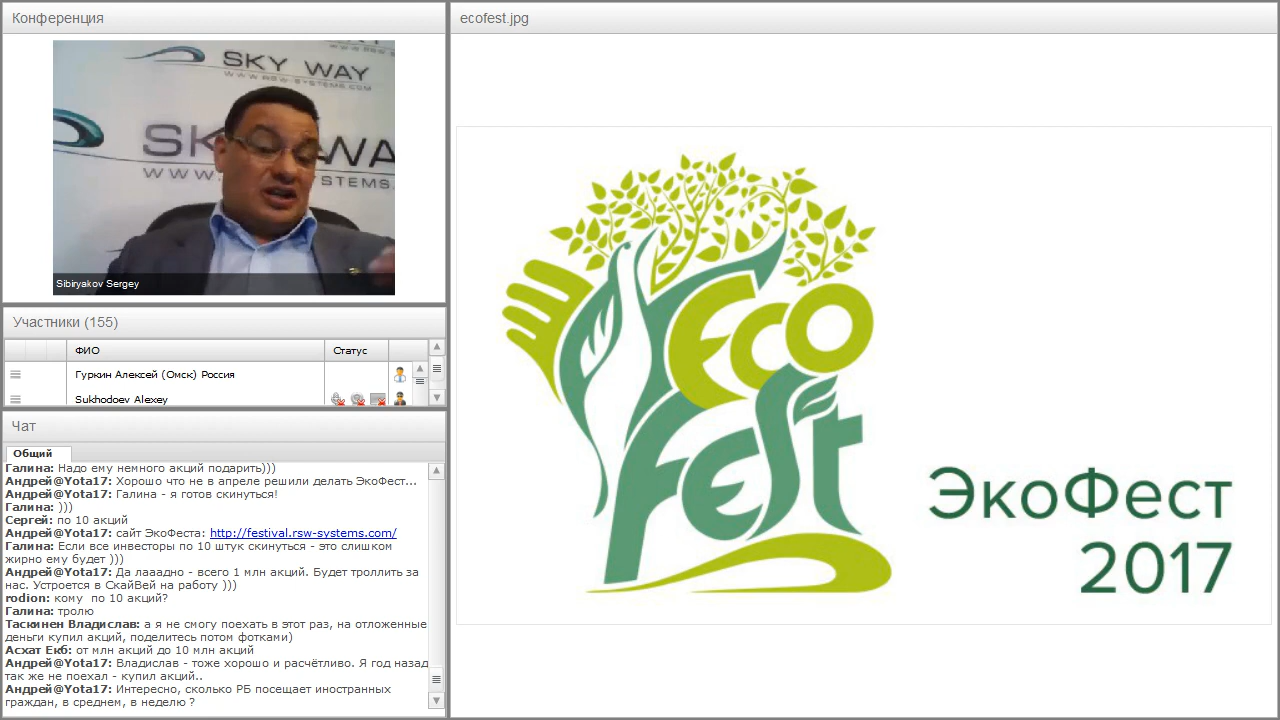 Конференция
SKY WAY
WWW.RSW-SYSTEMS.COM
SKY WAY
Sibiryakov Sergey
Участники (155)
ФИО Статус
Гуркин Алексей (Омск) Россия
Sukhodoev Alexey
Чат
Общий
Галина: Надо ему немного акций подарить)))
Андрей@Yota17: Хорошо что не в апреле решили делать ЭкоФест...
Андрей@Yota17: Галина - я готов скинуться!
Галина: )))
Сергей: по 10 акций
Андрей@Yota17: сайт ЭкоФеста: http://festival.rsw-systems.com/
Галина: Если все инвесторы по 10 штук скинуться - это слишком
жирно ему будет )))
Андрей@Yota17: Да лааадно - всего 1 млн акций. Будет троллить за
нас. Устроется в СкайВей на работу )))
rodion: кому по 10 акций?
Галина: тролю
Таскинен Владислав: а я не смогу поехать в этот раз, на отложенные
деньги купил акций, поделитесь потом фотками)
Асхат Екб: от млн акций до 10 млн акций
Андрей@Yota17: Владислав - тоже хорошо и расчётливо. Я год назад
так же не поехал - купил акций..
Андрей@Yota17: Интересно, сколько РБ посещает иностранных
граждан, в среднем, в неделю ?
ecofest.jpg
ECO
FEST
ЭкоФест
2017